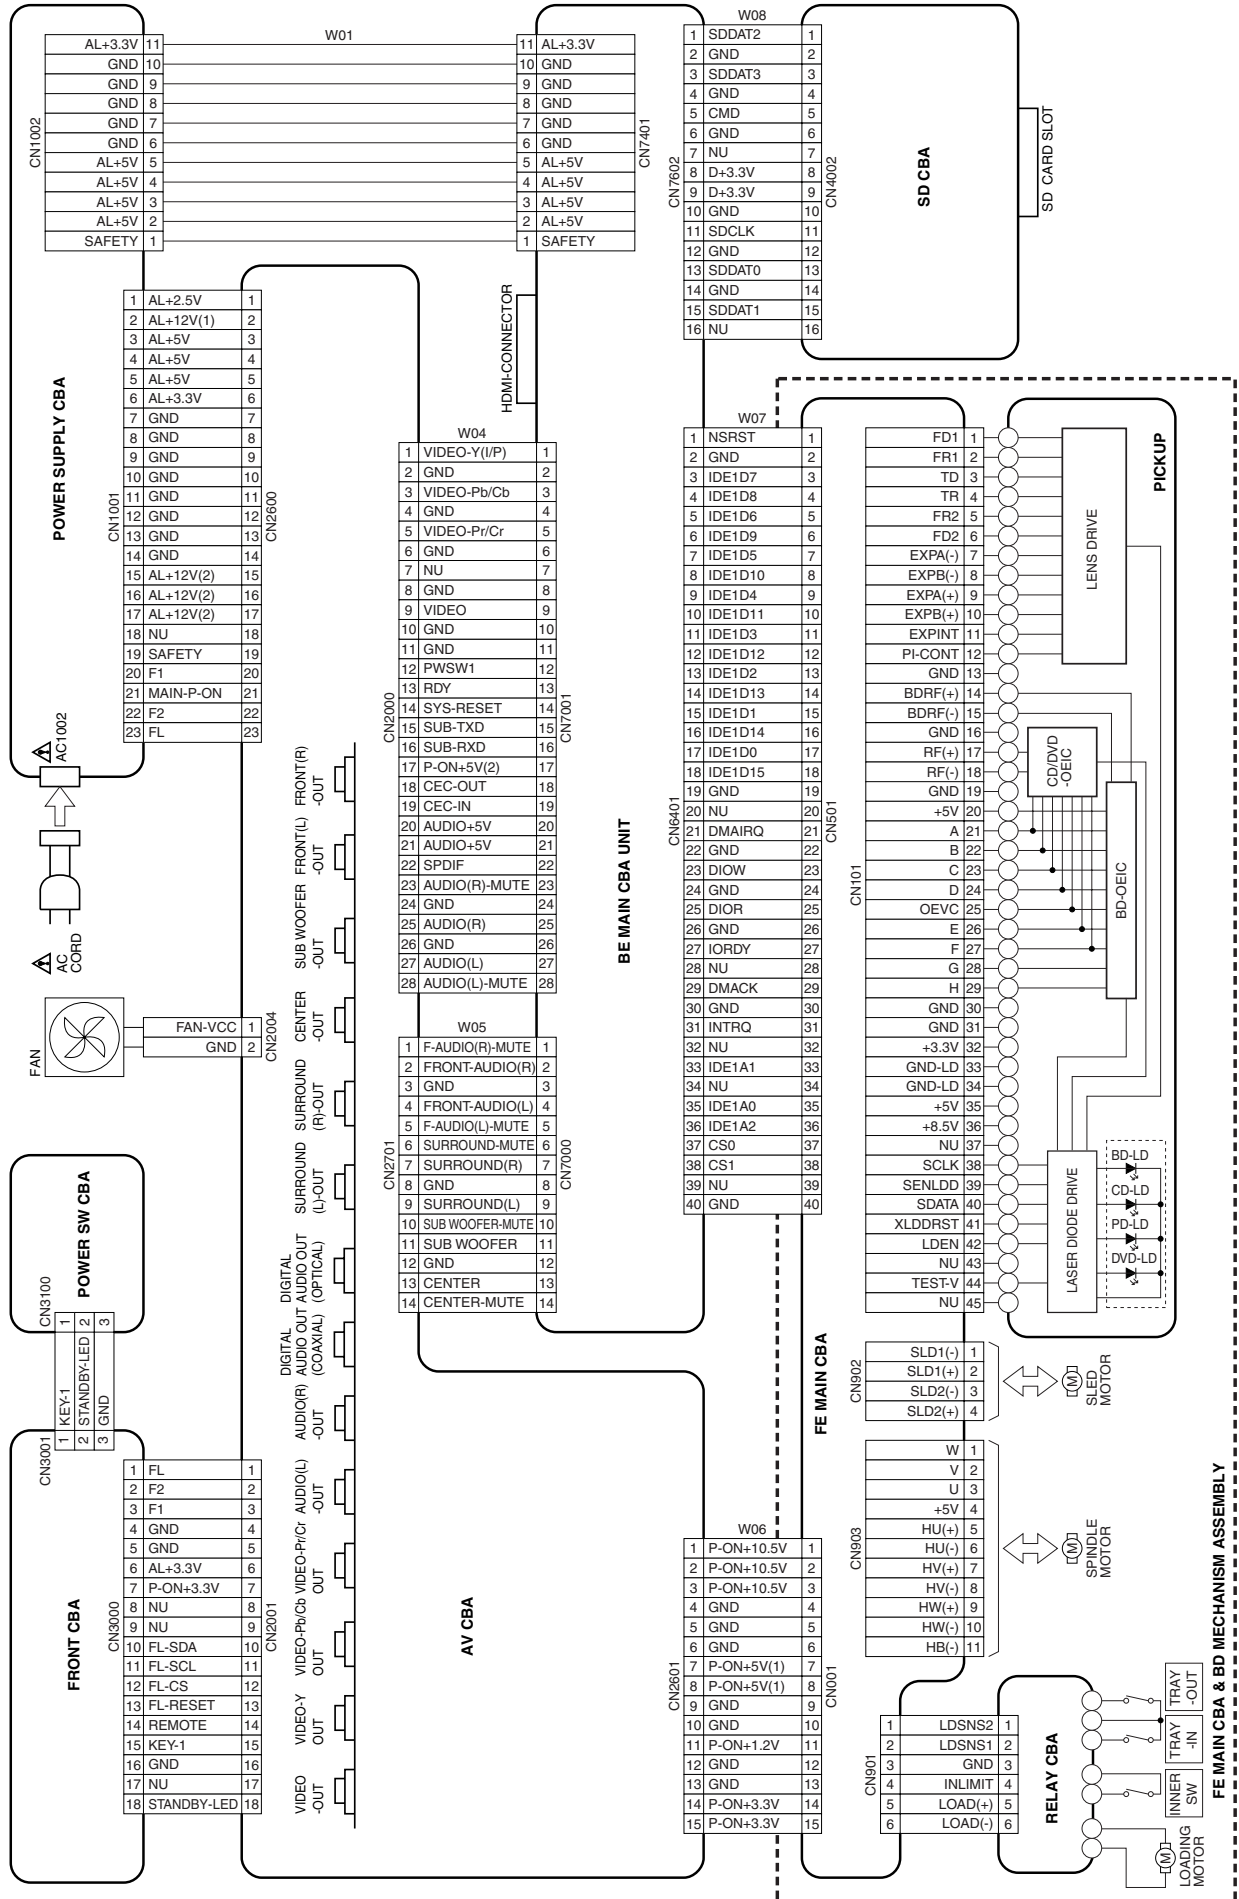 W01
CN1002
AL+3.3V 11
GND 10
GND 9
GND 8
GND 7
GND 6
AL+5V 5
AL+5V 4
AL+5V 3
AL+5V 2
SAFETY 1
11 AL+3.3V
10 GND
9 GND
8 GND
7 GND
6 GND
5 AL+5V
4 AL+5V
3 AL+5V
2 AL+5V
1 SAFETY
CN7401
W08
CN7602
1 SDDAT2 1
2 GND 2
3 SDDAT3 3
4 GND 4
5 CMD 5
6 GND 6
7 NU 7
8 D+3.3V 8
9 D+3.3V 9
10 GND 10
11 SDCLK 11
12 GND 12
13 SDDAT0 13
14 GND 14
15 SDDAT1 15
16 NU 16
CN4002
SD CBA
SD CARD SLOT
POWER SUPPLY CBA
CN1001
1 AL+2.5V 1
2 AL+12V(1) 2
3 AL+5V 3
4 AL+5V 4
5 AL+5V 5
6 AL+3.3V 6
7 GND 7
8 GND 8
9 GND 9
10 GND 10
11 GND 11
12 GND 12
13 GND 13
14 GND 14
15 AL+12V(2) 15
16 AL+12V(2) 16
17 AL+12V(2) 17
18 NU 18
19 SAFETY 19
20 F1 20
21 MAIN-P-ON 21
22 F2 22
23 FL 23
CN2600
AC1002
AC
CORD
HDMI-CONNECTOR
W04
CN2000
1 VIDEO-Y(I/P) 1
2 GND 2
3 VIDEO-Pb/Cb 3
4 GND 4
5 VIDEO-Pr/Cr 5
6 GND 6
7 NU 7
8 GND 8
9 VIDEO 9
10 GND 10
11 GND 11
12 PWSW1 12
13 RDY 13
14 SYS-RESET 14
15 SUB-TXD 15
16 SUB-RXD 16
17 P-ON+5V(2) 17
18 CEC-OUT 18
19 CEC-IN 19
20 AUDIO+5V 20
21 AUDIO+5V 21
22 SPDIF 22
23 AUDIO(R)-MUTE 23
24 GND 24
25 AUDIO(R) 25
26 GND 26
27 AUDIO(L) 27
28 AUDIO(L)-MUTE 28
CN7001
BE MAIN CBA UNIT
W05
CN2701
1 F-AUDIO(R)-MUTE 1
2 FRONT-AUDIO(R) 2
3 GND 3
4 FRONT-AUDIO(L) 4
5 F-AUDIO(L)-MUTE 5
6 SURROUND-MUTE 6
7 SURROUND(R) 7
8 GND 8
9 SURROUND(L) 9
10 SUB WOOFER-MUTE 10
11 SUB WOOFER 11
12 GND 12
13 CENTER 13
14 CENTER-MUTE 14
CN7000
W07
CN6401
1 NSRST 1
2 GND 2
3 IDE1D7 3
4 IDE1D8 4
5 IDE1D6 5
6 IDE1D9 6
7 IDE1D5 7
8 IDE1D10 8
9 IDE1D4 9
10 IDE1D11 10
11 IDE1D3 11
12 IDE1D12 12
13 IDE1D2 13
14 IDE1D13 14
15 IDE1D1 15
16 IDE1D14 16
17 IDE1D0 17
18 IDE1D15 18
19 GND 19
20 NU 20
21 DMAIRQ 21
22 GND 22
23 DIOW 23
24 GND 24
25 DIOR 25
26 GND 26
27 IORDY 27
28 NU 28
29 DMACK 29
30 GND 30
31 INTRQ 31
32 NU 32
33 IDE1A1 33
34 NU 34
35 IDE1A0 35
36 IDE1A2 36
37 CS0 37
38 CS1 38
39 NU 39
40 GND 40
CN501
CN101
FD1 1
FR1 2
TD 3
TR 4
FR2 5
FD2 6
EXPA(-) 7
EXPB(-) 8
EXPA(+) 9
EXPB(+) 10
EXPINT 11
PI-CONT 12
GND 13
BDRF(+) 14
BDRF(-) 15
GND 16
RF(+) 17
RF(-) 18
GND 19
+5V 20
A 21
B 22
C 23
D 24
OEVC 25
E 26
F 27
G 28
H 29
GND 30
GND 31
+3.3V 32
GND-LD 33
GND-LD 34
+5V 35
+8.5V 36
NU 37
SCLK 38
SENLDD 39
SDATA 40
XLDDRST 41
LDEN 42
NU 43
TEST-V 44
NU 45
PICKUP
LENS DRIVE
CD/DVD
-OEIC
BD-OEIC
LASER DIODE DRIVE
BD-LD
CD-LD
PD-LD
DVD-LD
FAN
FAN-VCC 1
GND 2
CN2004
FRONT(R)
-OUT
FRONT(L)
-OUT
SUB WOOFER
-OUT
CENTER
-OUT
SURROUND
(R)-OUT
SURROUND
(L)-OUT
DIGITAL
AUDIO OUT
(OPTICAL)
DIGITAL
AUDIO OUT
(COAXIAL)
AUDIO(R)
-OUT
AUDIO(L)
-OUT
VIDEO-Pr/Cr
OUT
VIDEO-Pb/Cb
OUT
VIDEO-Y
OUT
VIDEO
-OUT
POWER SW CBA
CN3100
1 KEY-1 1
2 STANDBY-LED 2
3 GND 3
CN3001
FRONT CBA
CN3000
1 FL 1
2 F2 2
3 F1 3
4 GND 4
5 GND 5
6 AL+3.3V 6
7 P-ON+3.3V 7
8 NU 8
9 NU 9
10 FL-SDA 10
11 FL-SCL 11
12 FL-CS 12
13 FL-RESET 13
14 REMOTE 14
15 KEY-1 15
16 GND 16
17 NU 17
18 STANDBY-LED 18
CN2001
AV CBA
W06
CN2601
1 P-ON+10.5V 1
2 P-ON+10.5V 2
3 P-ON+10.5V 3
4 GND 4
5 GND 5
6 GND 6
7 P-ON+5V(1) 7
8 P-ON+5V(1) 8
9 GND 9
10 GND 10
11 P-ON+1.2V 11
12 GND 12
13 GND 13
14 P-ON+3.3V 14
15 P-ON+3.3V 15
CN001
FE MAIN CBA
CN902
SLD1(-) 1
SLD1(+) 2
SLD2(-) 3
SLD2(+) 4
M
SLED
MOTOR
CN903
W 1
V 2
U 3
+5V 4
HU(+) 5
HU(-) 6
HV(+) 7
HV(-) 8
HW(+) 9
HW(-) 10
HB(-) 11
M
SPINDLE
MOTOR
CN901
1 LDSNS2 1
2 LDSNS1 2
3 GND 3
4 INLIMIT 4
5 LOAD(+) 5
6 LOAD(-) 6
RELAY CBA
TRAY
-OUT
TRAY
-IN
INNER
SW
M
LOADING
MOTOR
FE MAIN CBA & BD MECHANISM ASSEMBLY